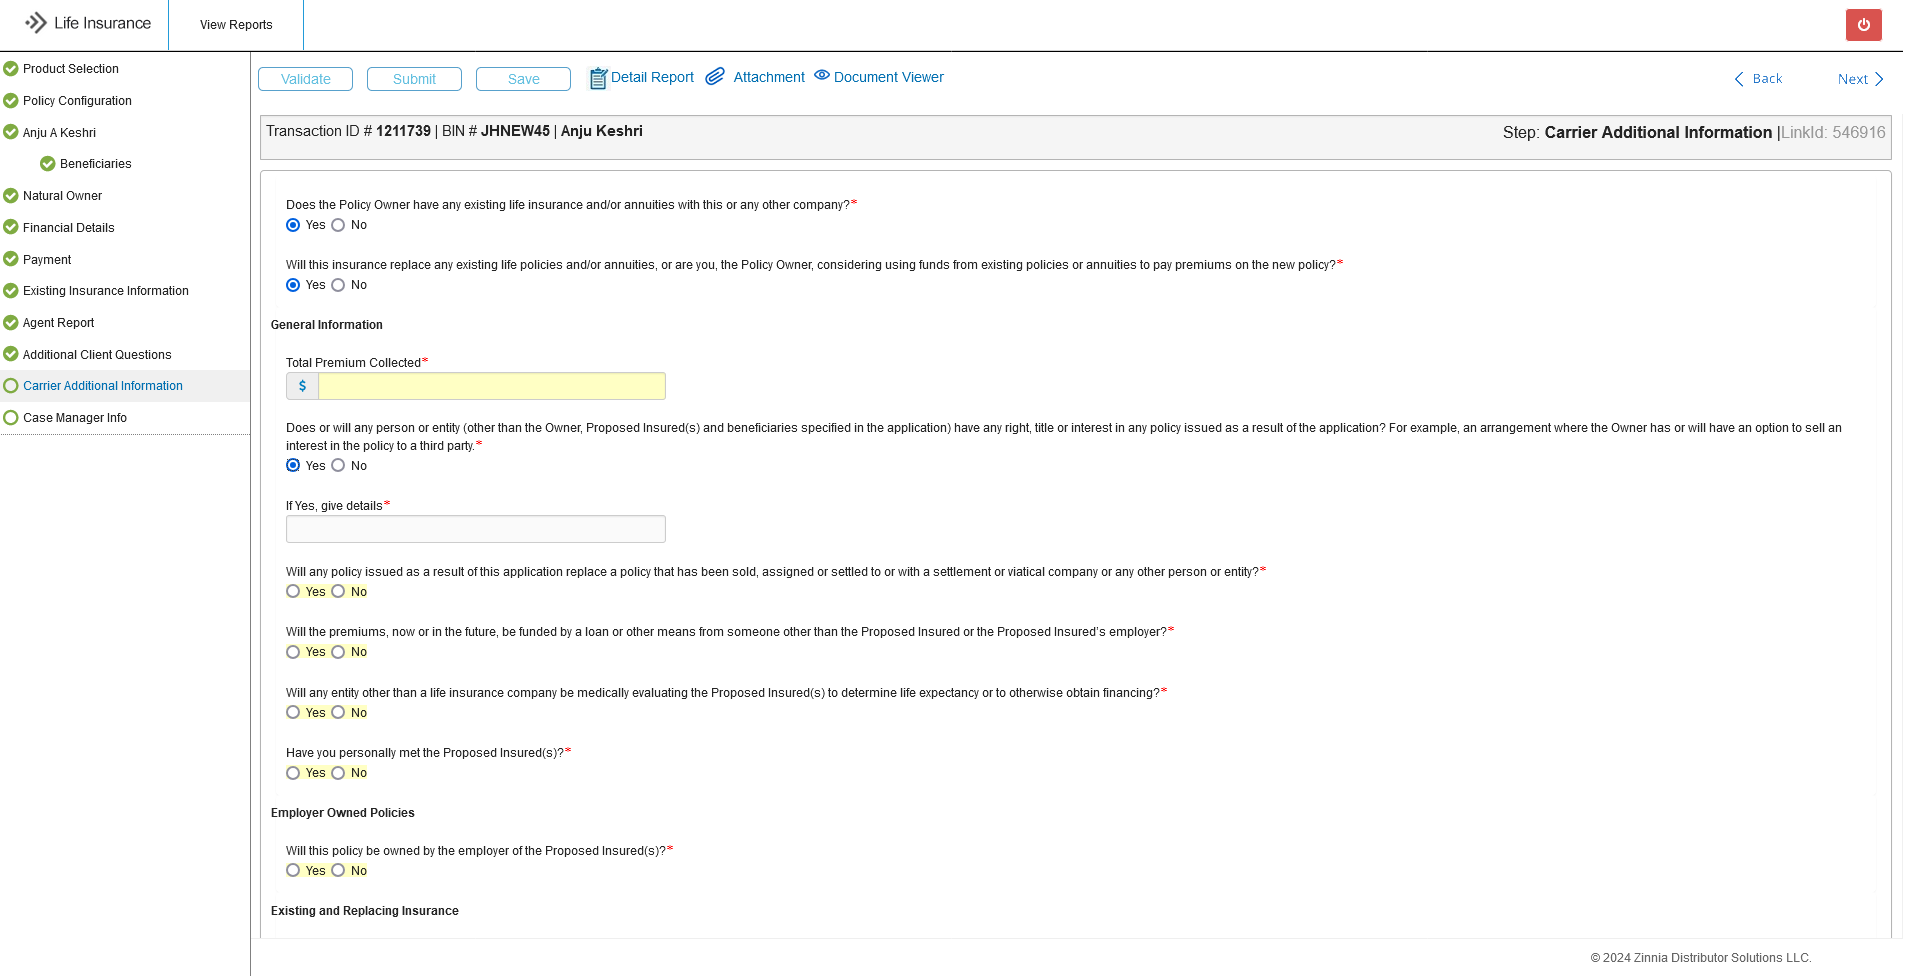 Life Insurance
View Reports
Product Selection
Policy Configuration
Anju A Keshri
Beneficiaries
Natural Owner
Financial Details
Payment
Existing Insurance Information
Agent Report
Additional Client Questions
Carrier Additional Information
Case Manager Info
Validate
Submit
Save
Detail Report
Attachment
Document Viewer
Back
Next
Transaction ID # 1211739 | BIN # JHNEW45 | Anju Keshri
Step: Carrier Additional Information |LinkId: 546916
Does the Policy Owner have any existing life insurance and/or annuities with this or any other company?*
Yes No
Will this insurance replace any existing life policies and/or annuities, or are you, the Policy Owner, considering using funds from existing policies or annuities to pay premiums on the new policy?*
Yes No
General Information
Total Premium Collected*
$
Does or will any person or entity (other than the Owner, Proposed Insured(s) and beneficiaries specified in the application) have any right, title or interest in any policy issued as a result of the application? For example, an arrangement where the Owner has or will have an option to sell an
interest in the policy to a third party.*
Yes No
If Yes, give details*
Will any policy issued as a result of this application replace a policy that has been sold, assigned or settled to or with a settlement or viatical company or any other person or entity?*
Yes No
Will the premiums, now or in the future, be funded by a loan or other means from someone other than the Proposed Insured or the Proposed Insured's employer?*
Yes No
Will any entity other than a life insurance company be medically evaluating the Proposed Insured(s) to determine life expectancy or to otherwise obtain financing?*
Yes No
Have you personally met the Proposed Insured(s)?*
Yes No
Employer Owned Policies
Will this policy be owned by the employer of the Proposed Insured(s)?*
Yes No
Existing and Replacing Insurance
© 2024 Zinnia Distributor Solutions LLC.